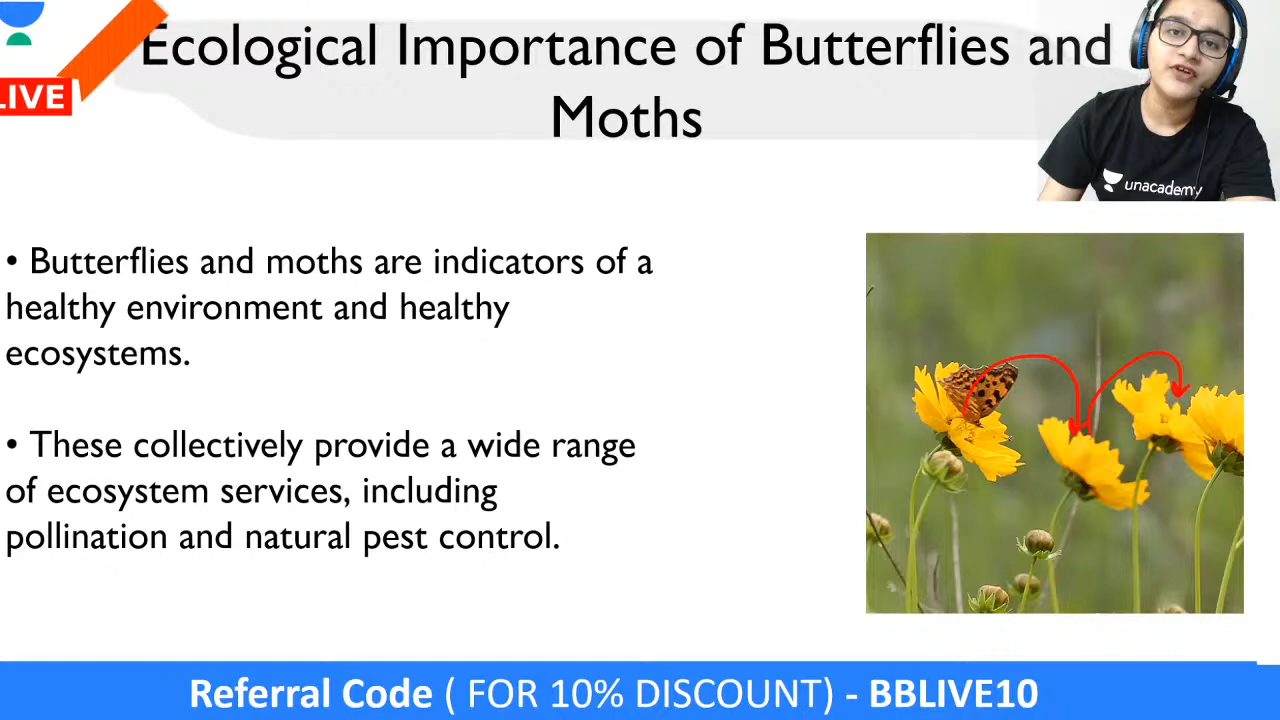 Ecological Importance of Butterflies and
Moths
LIVE
unacademy
• Butterflies and moths are indicators of a
healthy environment and healthy
ecosystems.
• These collectively provide a wide range
of ecosystem services, including
pollination and natural pest control.
Referral Code ( FOR 10% DISCOUNT) - BBLIVE10